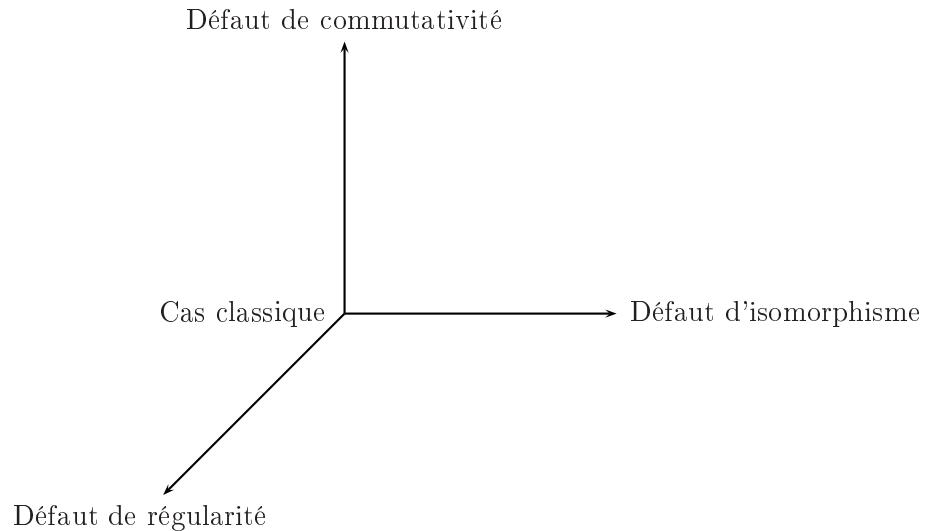 Défaut de commutativité
Cas classique
Défaut d'isomorphisme
Défaut de régularité